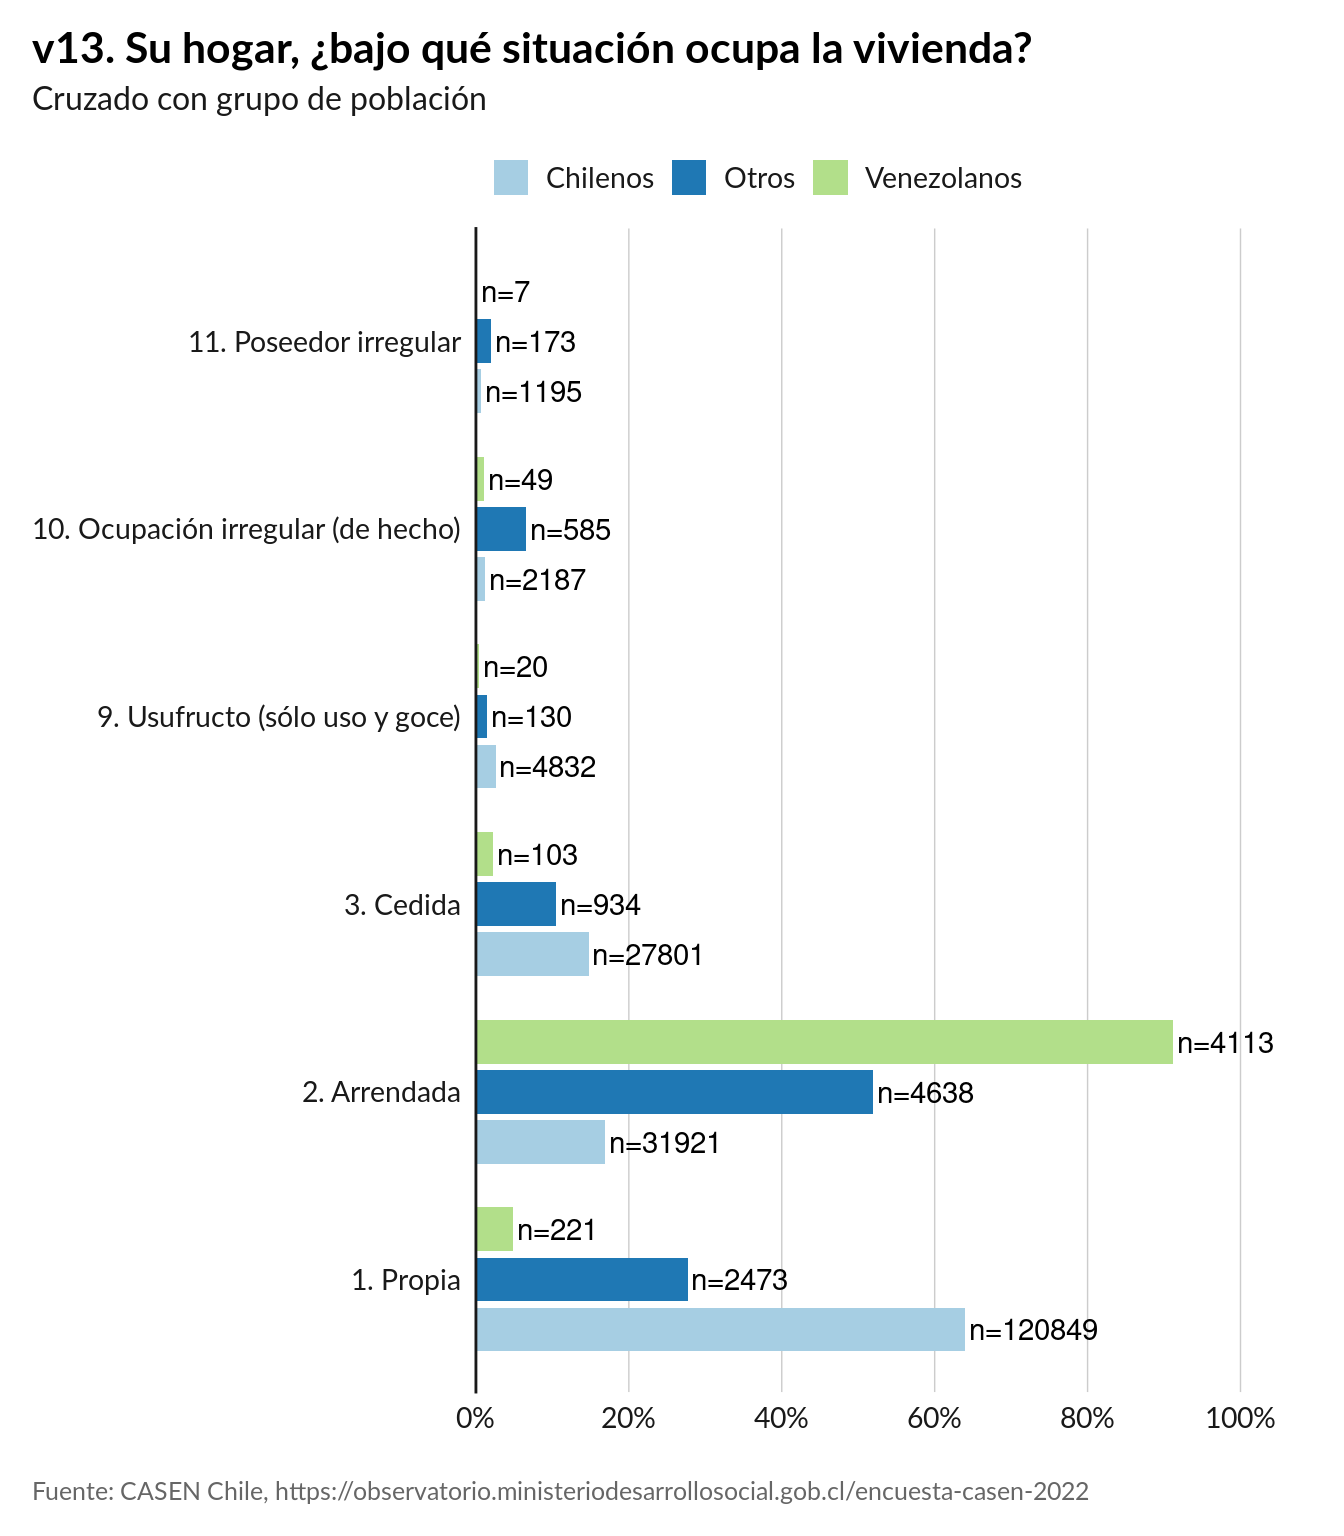 v13. Su hogar, ¿bajo qué situación ocupa la vivienda?
Cruzado con grupo de población
Chilenos Otros Venezolanos
n=7
11. Poseedor irregular n=173
n=1195
n=49
10. Ocupación irregular (de hecho) n=585
n=2187
n=20
9. Usufructo (sólo uso y goce) n=130
n=4832
n=103
3. Cedida n=934
n=27801
n=4113
2. Arrendada n=4638
n=31921
n=221
1. Propia n=2473
n=120849
0% 20% 40% 60% 80% 100%
Fuente: CASEN Chile, https://observatorio.ministeriodesarrollosocial.gob.cl/encuesta-casen-2022